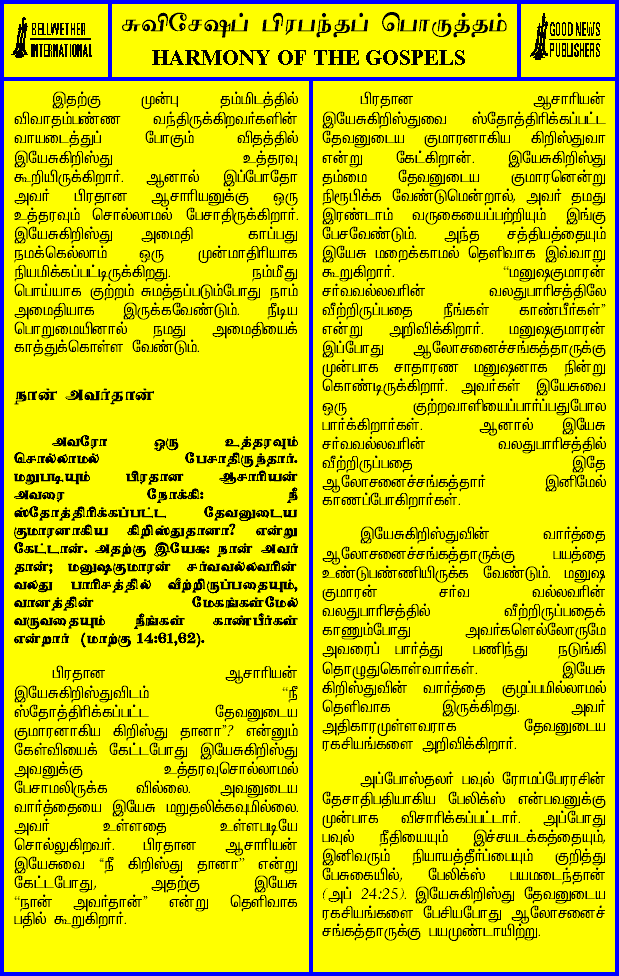 BELLWETHER
INTERNATIONAL
சுவிசேஷப் பிரபந்தப் பொருத்தம்
HARMONY OF THE GOSPELS
GOOD NEWS
PUBLISHERS
இதற்கு முன்பு தம்மிடத்தில்
விவாதம்பண்ண வந்திருக்கிறவர்களின்
வாயடைத்துப் போகும் விதத்தில்
இயேசுகிறிஸ்து உத்தரவு
கூறியிருக்கிறார். ஆனால் இப்போதோ
அவர் பிரதான ஆசாரியனுக்கு ஒரு
உத்தரவும் சொல்லாமல் பேசாதிருக்கிறார்.
இயேசுகிறிஸ்து அமைதி காப்பது
நமக்கெல்லாம் ஒரு முன்மாதிரியாக
நியமிக்கப்பட்டிருக்கிறது. நம்மீது
பொய்யாக குற்றம் சுமத்தப்படும்போது நாம்
அமைதியாக இருக்கவேண்டும். நீடிய
பொறுமையினால் நமது அமைதியைக்
காத்துக்கொள்ள வேண்டும்.
நான் அவர்தான்
அவரோ ஒரு உத்தரவும்
சொல்லாமல் பேசாதிருந்தார்.
மறுபடியும் பிரதான ஆசாரியன்
அவரை நோக்கி: நீ
ஸ்தோத்திரிக்கப்பட்ட தேவனுடைய
குமாரனாகிய கிறிஸ்துதானா? என்று
கேட்டான். அதற்கு இயேசு: நான் அவர்
தான்; மனுஷகுமாரன் சர்வவல்லவரின்
வலது பாரிசத்தில் வீற்றிருப்பதையும்,
வானத்தின் மேகங்கள்மேல்
வருவதையும் நீங்கள் காண்பீர்கள்
என்றார் (மாற்கு 14:61,62).
பிரதான ஆசாரியன்
இயேசுகிறிஸ்துவிடம் “நீ
ஸ்தோத்திரிக்கப்பட்ட தேவனுடைய
குமாரனாகிய கிறிஸ்து தானா”? என்னும்
கேள்வியைக் கேட்டபோது இயேசுகிறிஸ்து
அவனுக்கு உத்தரவுசொல்லாமல்
பேசாமலிருக்க வில்லை. அவனுடைய
வார்த்தையை இயேசு மறுதலிக்கவுமில்லை.
அவர் உள்ளதை உள்ளபடியே
சொல்லுகிறவர். பிரதான ஆசாரியன்
இயேசுவை “நீ கிறிஸ்து தானா” என்று
கேட்டபோது, அதற்கு இயேசு
“நான் அவர்தான்” என்று தெளிவாக
பதில் கூறுகிறார்.
பிரதான ஆசாரியன்
இயேசுகிறிஸ்துவை ஸ்தோத்திரிக்கப்பட்ட
தேவனுடைய குமாரனாகிய கிறிஸ்துவா
என்று கேட்கிறான். இயேசுகிறிஸ்து
தம்மை தேவனுடைய குமாரனென்று
நிரூபிக்க வேண்டுமென்றால், அவர் தமது
இரண்டாம் வருகையைப்பற்றியும் இங்கு
பேசவேண்டும். அந்த சத்தியத்தையும்
இயேசு மறைக்காமல் தெளிவாக இவ்வாறு
கூறுகிறார். “மனுஷகுமாரன்
சர்வவல்லவரின் வலதுபாரிசத்திலே
வீற்றிருப்பதை நீங்கள் காண்பீர்கள்”
என்று அறிவிக்கிறார். மனுஷகுமாரன்
இப்போது ஆலோசனைச்சங்கத்தாருக்கு
முன்பாக சாதாரண மனுஷனாக நின்று
கொண்டிருக்கிறார். அவர்கள் இயேசுவை
ஒரு குற்றவாளியைப்பார்ப்பதுபோல
பார்க்கிறார்கள். ஆனால் இயேசு
சர்வவல்லவரின் வலதுபாரிசத்தில்
வீற்றிருப்பதை இதே
ஆலோசனைச்சங்கத்தார் இனிமேல்
காணப்போகிறார்கள்.
இயேசுகிறிஸ்துவின் வார்த்தை
ஆலோசனைச்சங்கத்தாருக்கு பயத்தை
உண்டுபண்ணியிருக்க வேண்டும். மனுஷ
குமாரன் சர்வ வல்லவரின்
வலதுபாரிசத்தில் வீற்றிருப்பதைக்
காணும்போது அவர்களெல்லோருமே
அவரைப் பார்த்து பணிந்து நடுங்கி
தொழுதுகொள்வார்கள். இயேசு
கிறிஸ்துவின் வார்த்தை குழப்பமில்லாமல்
தெளிவாக இருக்கிறது. அவர்
அதிகாரமுள்ளவராக தேவனுடைய
ரகசியங்களை அறிவிக்கிறார்.
அப்போஸ்தலர் பவுல் ரோமப்பேரரசின்
தேசாதிபதியாகிய பேலிக்ஸ் என்பவனுக்கு
முன்பாக விசாரிக்கப்பட்டார். அப்போது
பவுல் நீதியையும் இச்சயடக்கத்தையும்,
இனிவரும் நியாயத்தீர்ப்பையும் குறித்து
பேசுகையில், பேலிக்ஸ் பயமடைந்தான்
(அப் 24:25). இயேசுகிறிஸ்து தேவனுடைய
ரகசியங்களை பேசியபோது ஆலோசனைச்
சங்கத்தாருக்கு பயமுண்டாயிற்று.